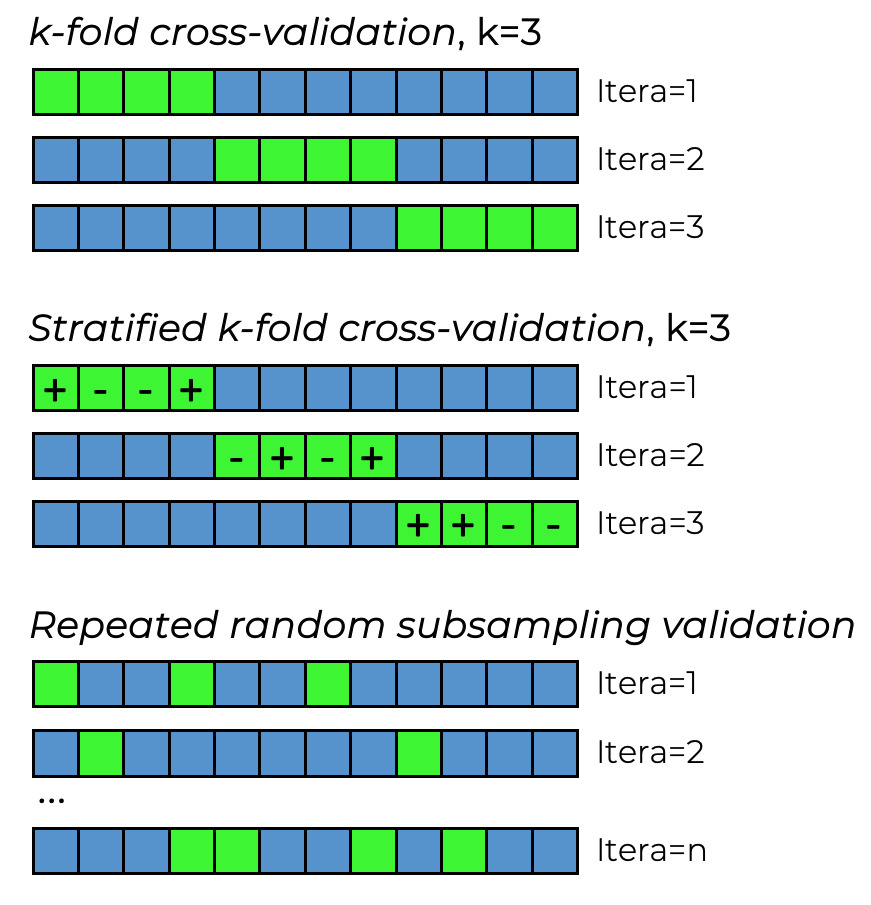 k-fold cross-validation, k=3
Itera=1
Itera=2
Itera=3
Stratified k-fold cross-validation, k=3
+ - - + Itera=1
- + - + Itera=2
+ + - - Itera=3
Repeated random subsampling validation
Itera=1
Itera=2
...
Itera=n